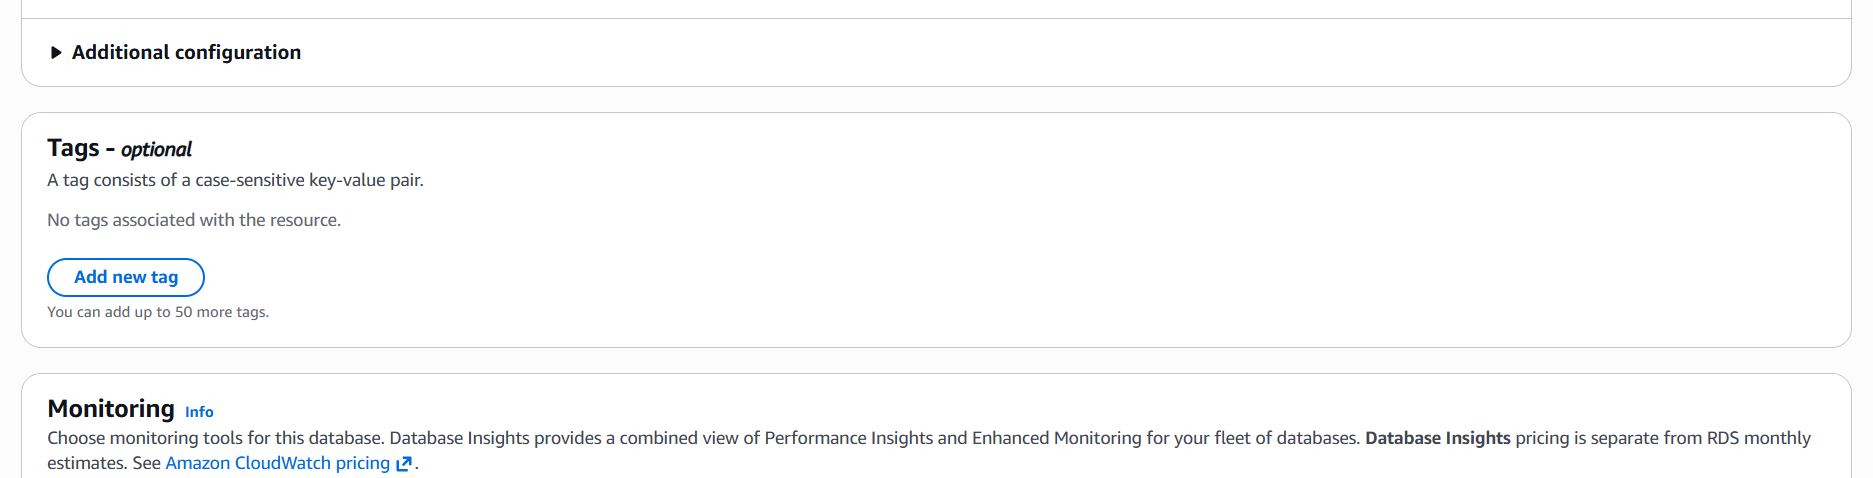 Additional configuration
Tags - optional
A tag consists of a case-sensitive key-value pair.
No tags associated with the resource.
Add new tag
You can add up to 50 more tags.
Monitoring Info
Choose monitoring tools for this database. Database Insights provides a combined view of Performance Insights and Enhanced Monitoring for your fleet of databases. Database Insights pricing is separate from RDS monthly
estimates. See Amazon CloudWatch pricing .